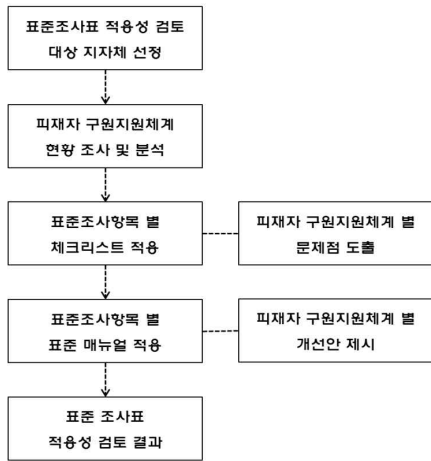 표준조사표 적용성 검토
대상 지자체 선정
피재자 구원지원체계
현황 조사 및 분석
표준조사항목 별
체크리스트 적용
피재자 구원지원체계 별
문제점 도출
표준조사항목 별
표준 매뉴얼 적용
피재자 구원지원체계 별
개선안 제시
표준 조사표
적용성 검토 결과